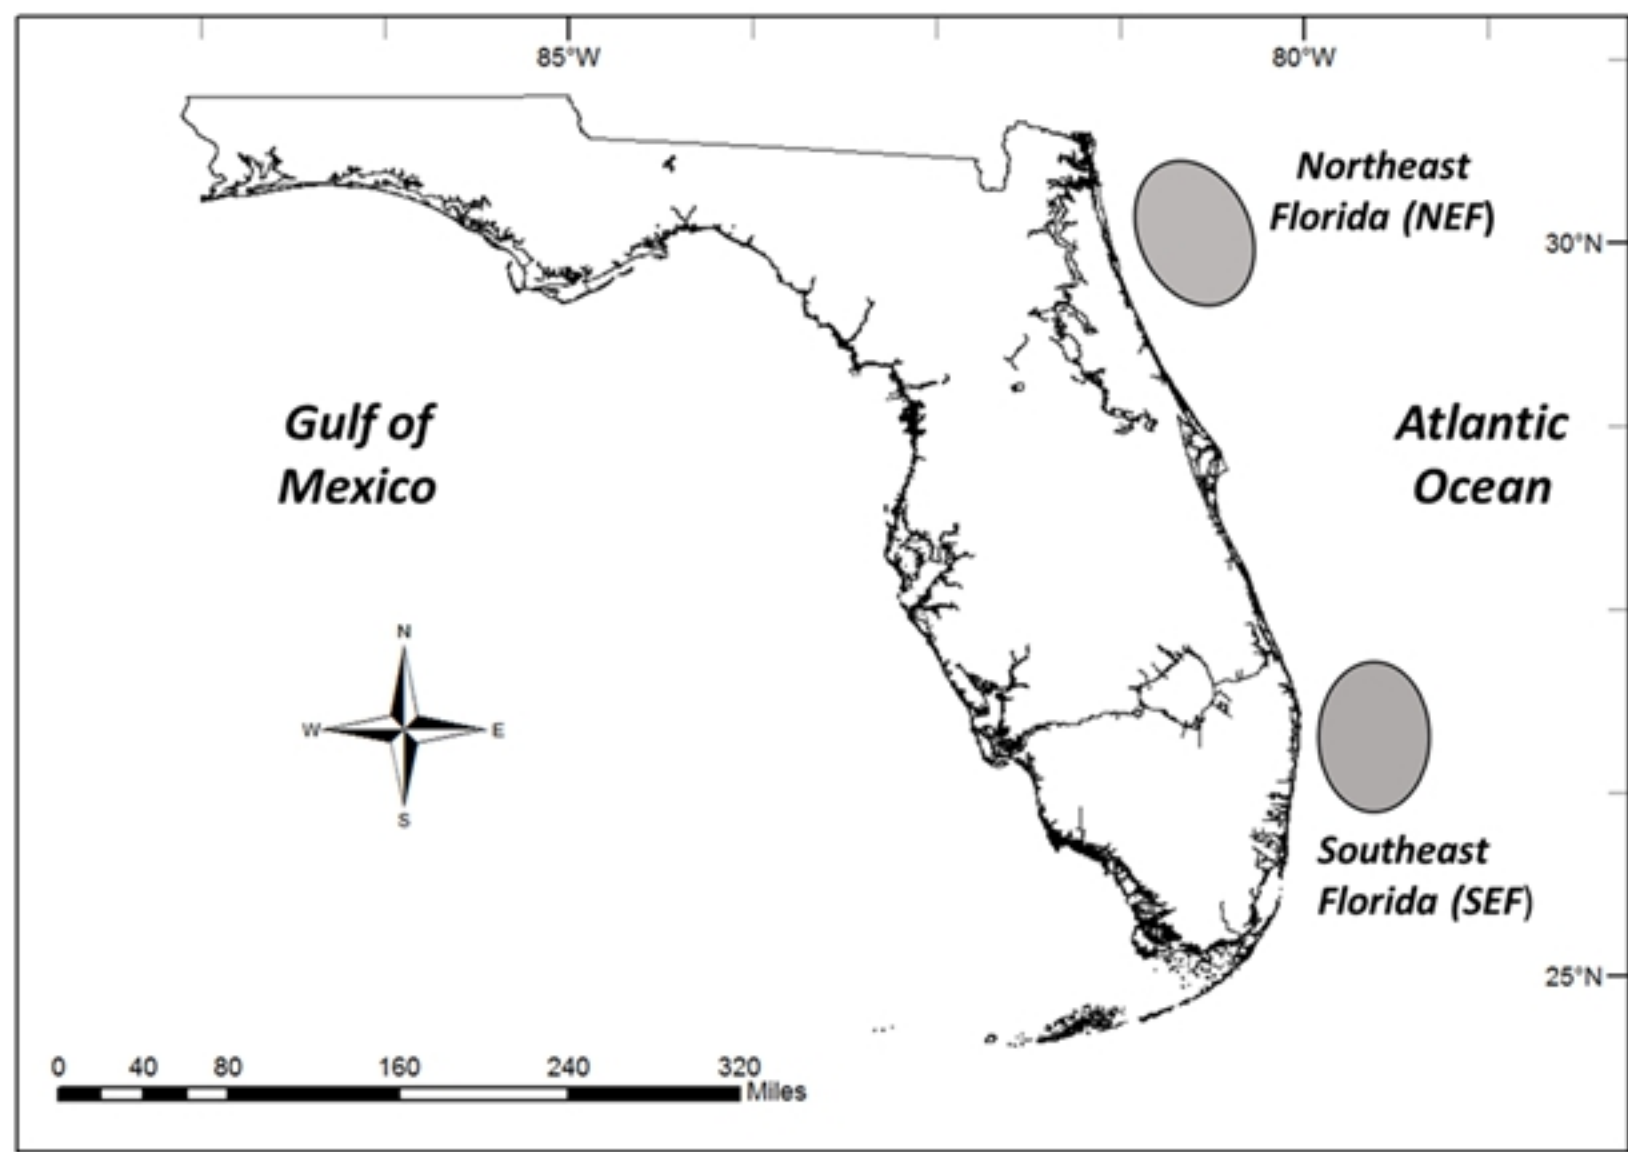 85°W 80°W
Northeast
Florida (NEF)
30°N
Gulf of
Mexico
Atlantic
Ocean
N
W E
S
Southeast
Florida (SEF)
25°N
0 40 80 160 240 320
Miles